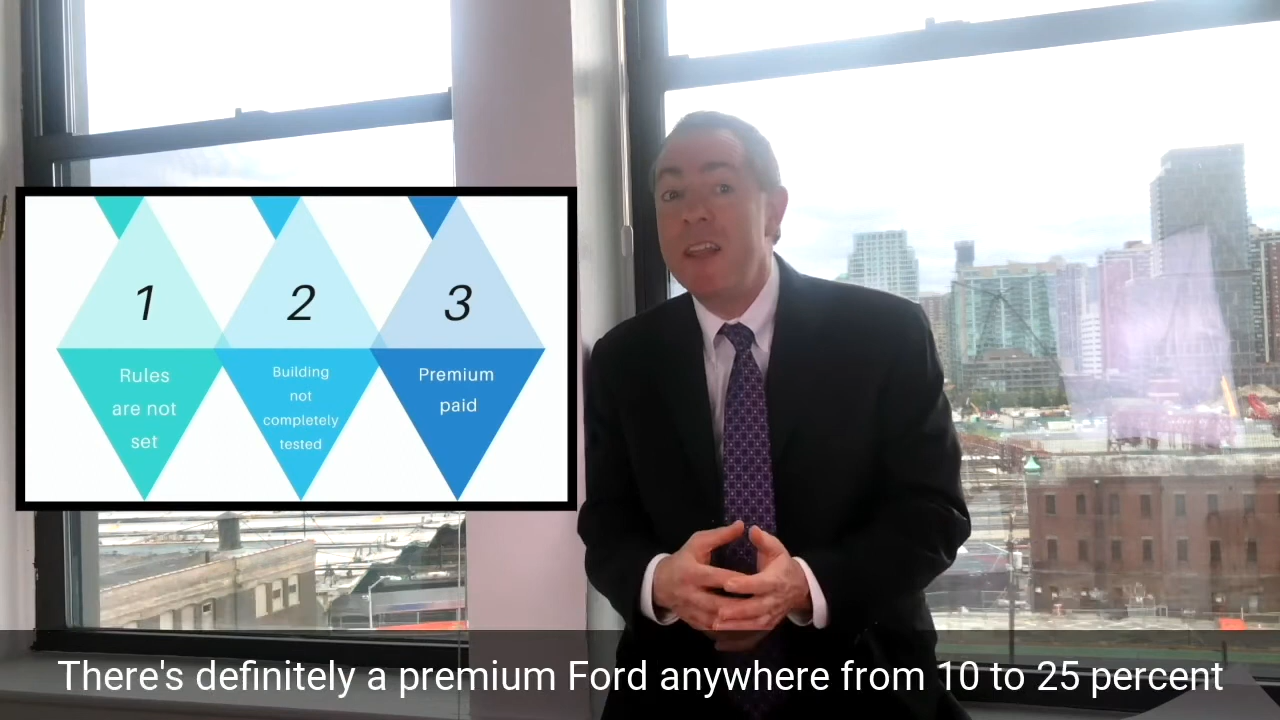 1
2
3
Rules
are not
set
Building
not
completely
tested
Premium
paid
There's definitely a premium Ford anywhere from 10 to 25 percent